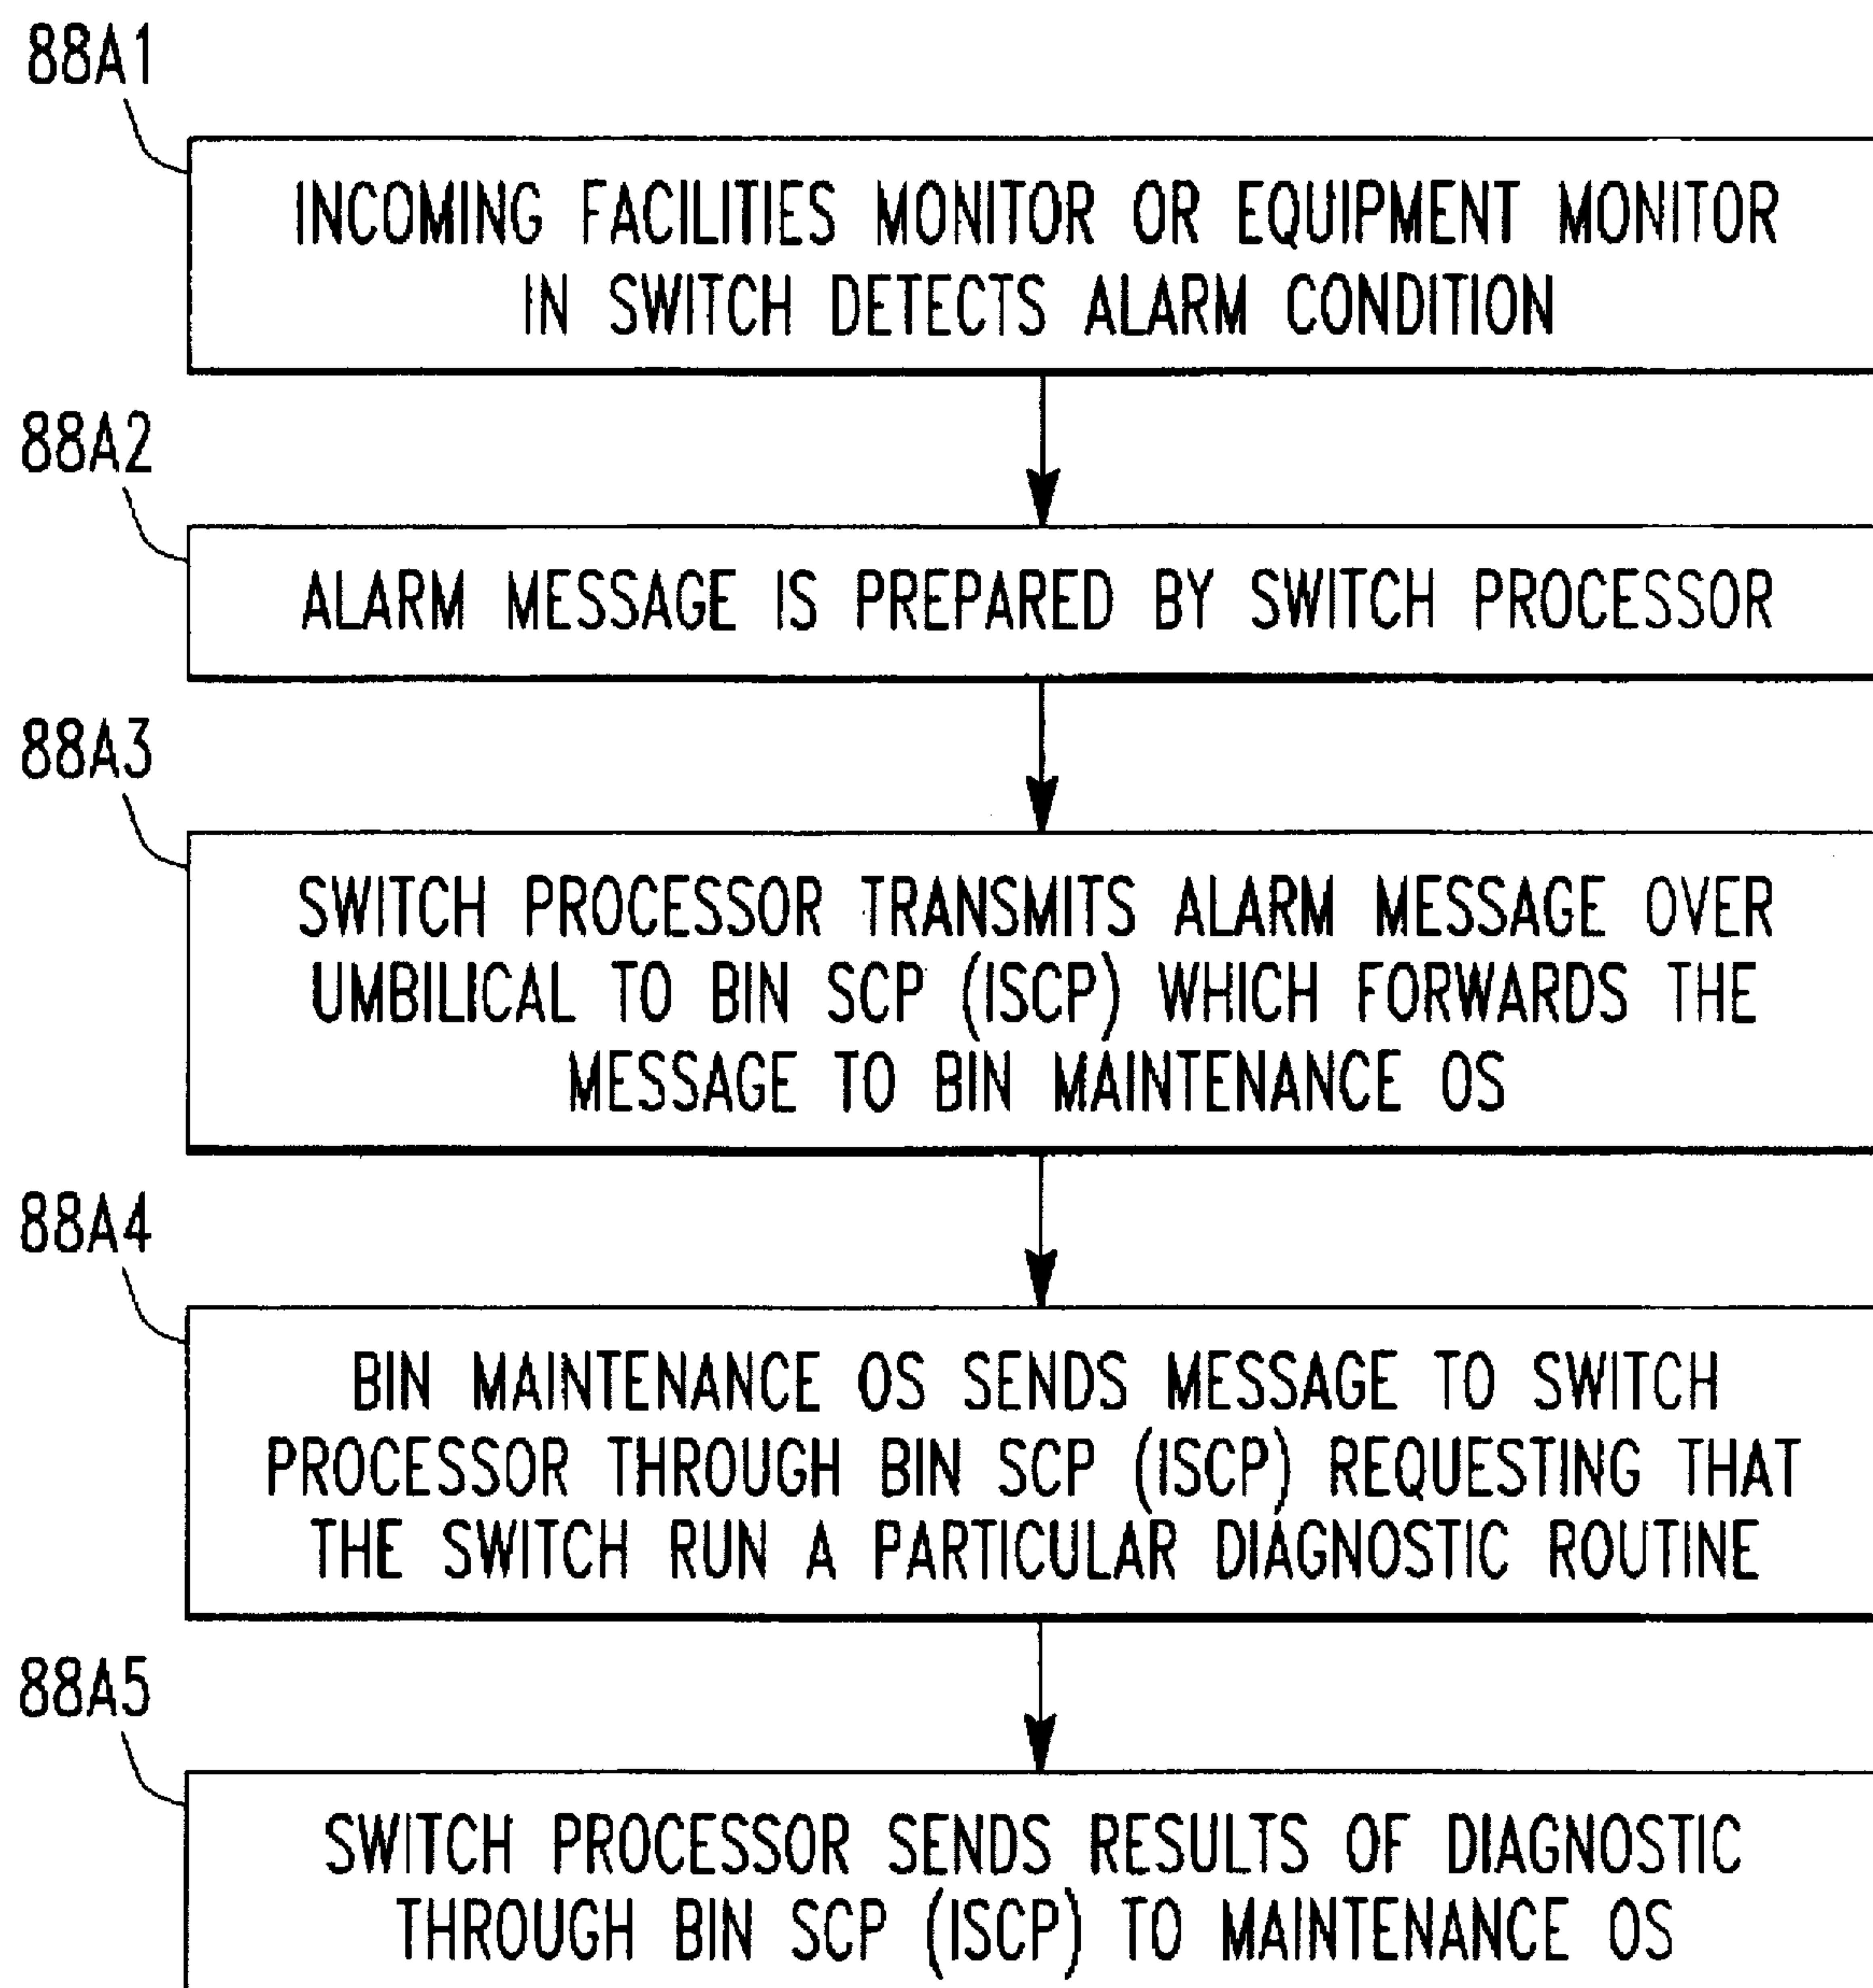 88A1
INCOMING FACILITIES MONITOR OR EQUIPMENT MONITOR
IN SWITCH DETECTS ALARM CONDITION
88A2
ALARM MESSAGE IS PREPARED BY SWITCH PROCESSOR
88A3
SWITCH PROCESSOR TRANSMITS ALARM MESSAGE OVER
UMBILICAL TO BIN SCP (ISCP) WHICH FORWARDS THE
MESSAGE TO BIN MAINTENANCE OS
88A4
BIN MAINTENANCE OS SENDS MESSAGE TO SWITCH
PROCESSOR THROUGH BIN SCP (ISCP) REQUESTING THAT
THE SWITCH RUN A PARTICULAR DIAGNOSTIC ROUTINE
88A5
SWITCH PROCESSOR SENDS RESULTS OF DIAGNOSTIC
THROUGH BIN SCP (ISCP) TO MAINTENANCE OS